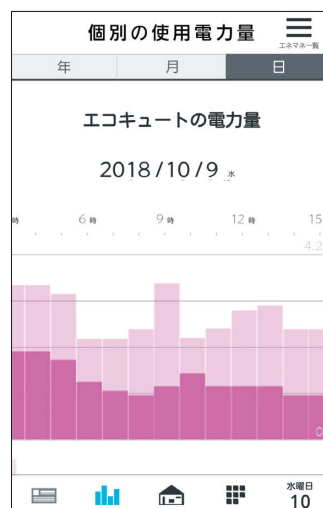 個別の使用電力量
エネマネ一覧
年 月 日
エコキュートの電力量
2018/10/9 水
時 6時 9時 12時 15
4.2
0
水曜日
10